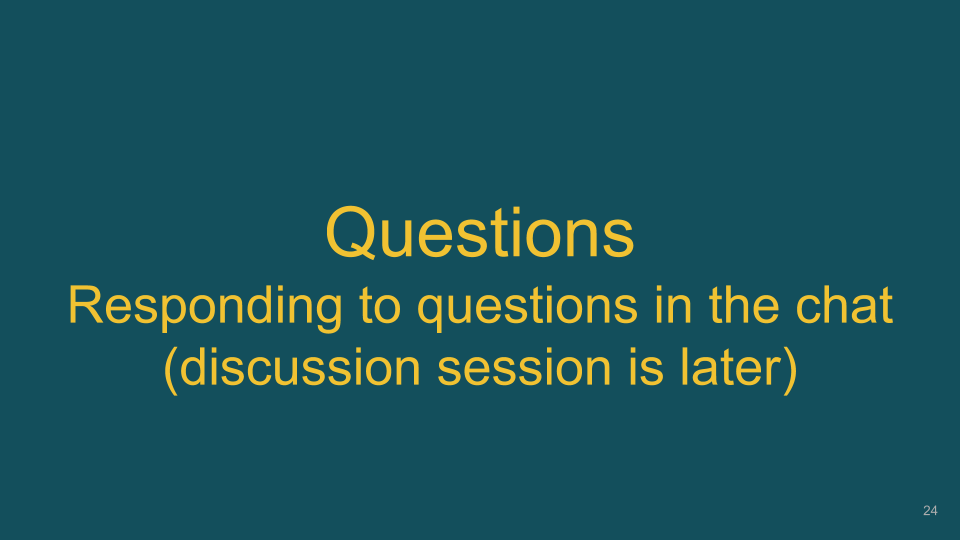 Questions
Responding to questions in the chat
(discussion session is later)
24